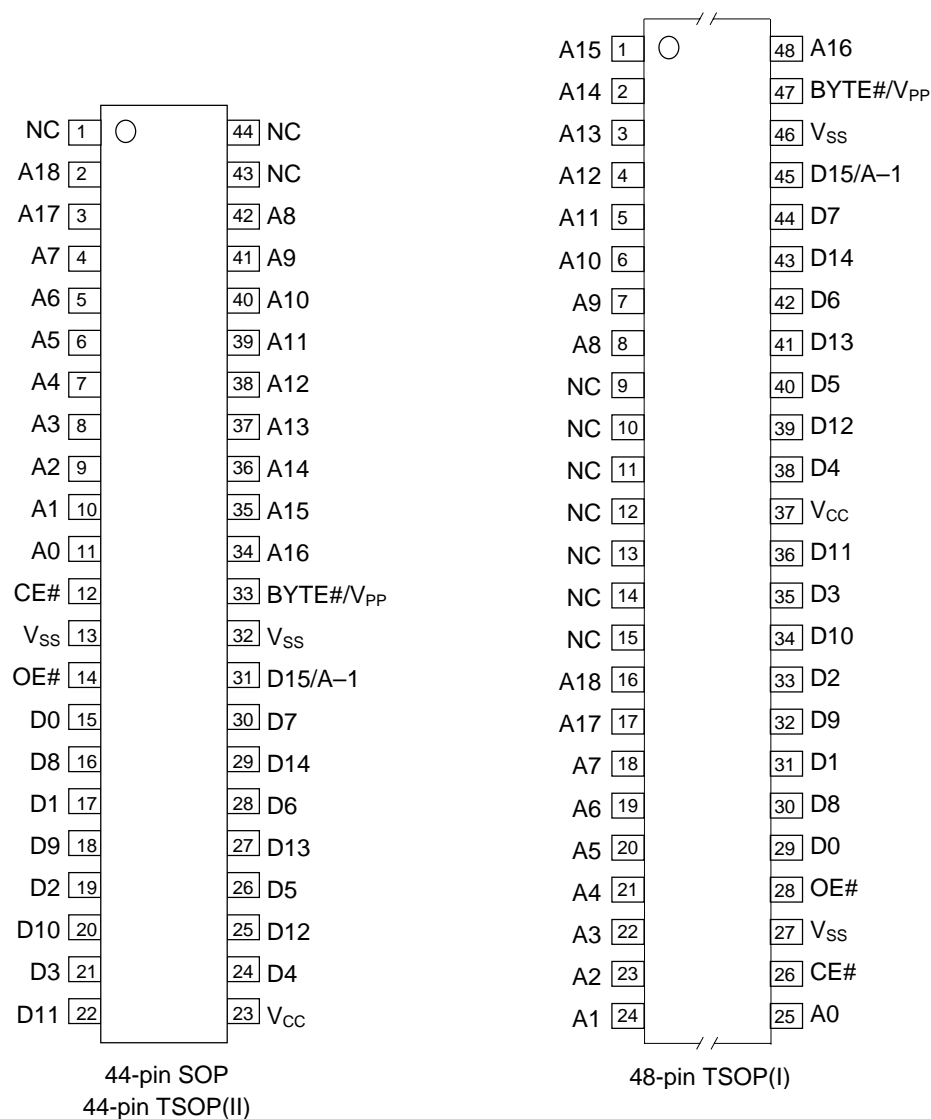 NC 1 44 NC
A18 2 43 NC
A17 3 42 A8
A7 4 41 A9
A6 5 40 A10
A5 6 39 A11
A4 7 38 A12
A3 8 37 A13
A2 9 36 A14
A1 10 35 A15
A0 11 34 A16
CE# 12 33 BYTE#/VPP
VSS 13 32 VSS
OE# 14 31 D15/A–1
D0 15 30 D7
D8 16 29 D14
D1 17 28 D6
D9 18 27 D13
D2 19 26 D5
D10 20 25 D12
D3 21 24 D4
D11 22 23 VCC
44-pin SOP
44-pin TSOP(II)
A15 1 48 A16
A14 2 47 BYTE#/VPP
A13 3 46 VSS
A12 4 45 D15/A–1
A11 5 44 D7
A10 6 43 D14
A9 7 42 D6
A8 8 41 D13
NC 9 40 D5
NC 10 39 D12
NC 11 38 D4
NC 12 37 VCC
NC 13 36 D11
NC 14 35 D3
NC 15 34 D10
A18 16 33 D2
A17 17 32 D9
A7 18 31 D1
A6 19 30 D8
A5 20 29 D0
A4 21 28 OE#
A3 22 27 VSS
A2 23 26 CE#
A1 24 25 A0
48-pin TSOP(I)